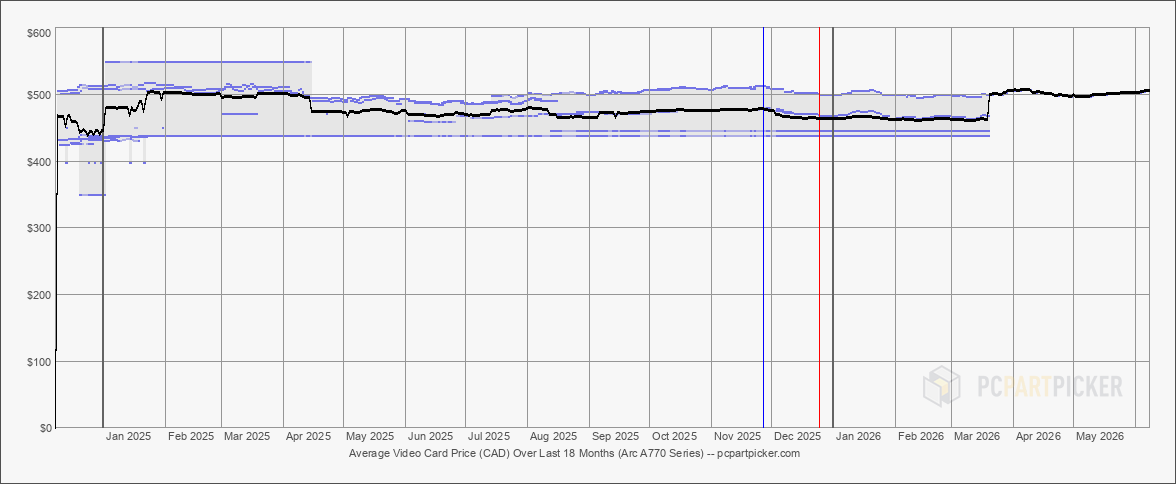 $600
$500
$400
$300
$200
$100
$0
PCPARTPICKER
Jan 2025 Feb 2025 Mar 2025 Apr 2025 May 2025 Jun 2025 Jul 2025 Aug 2025 Sep 2025 Oct 2025 Nov 2025 Dec 2025 Jan 2026 Feb 2026 Mar 2026 Apr 2026 May 2026
Average Video Card Price (CAD) Over Last 18 Months (Arc A770 Series) -- pcpartpicker.com